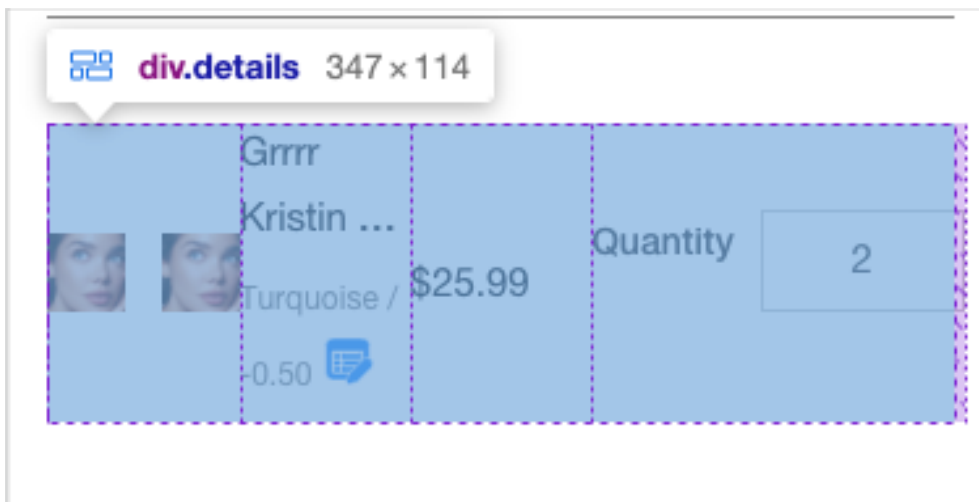 div.details 347 × 114
Grrrr
Kristin ...
Turquoise /
-0.50
$25.99
Quantity 2